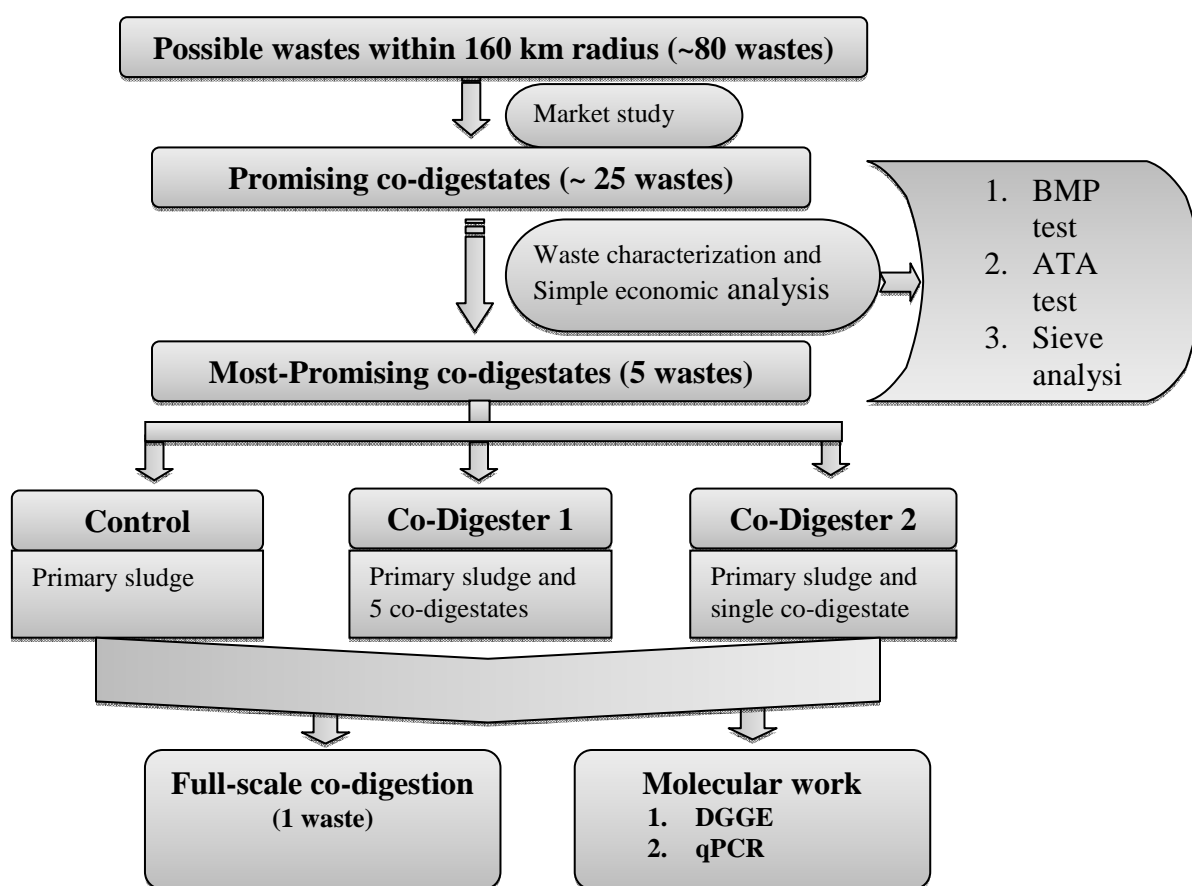 Possible wastes within 160 km radius (~80 wastes)
Market study
Promising co-digestates (~ 25 wastes)
Waste characterization and
Simple economic analysis
1. BMP
test
2. ATA
test
3. Sieve
analysi
Most-Promising co-digestates (5 wastes)
Control
Primary sludge
Co-Digester 1
Primary sludge and
5 co-digestates
Co-Digester 2
Primary sludge and
single co-digestate
Full-scale co-digestion
(1 waste)
Molecular work
1. DGGE
2. qPCR